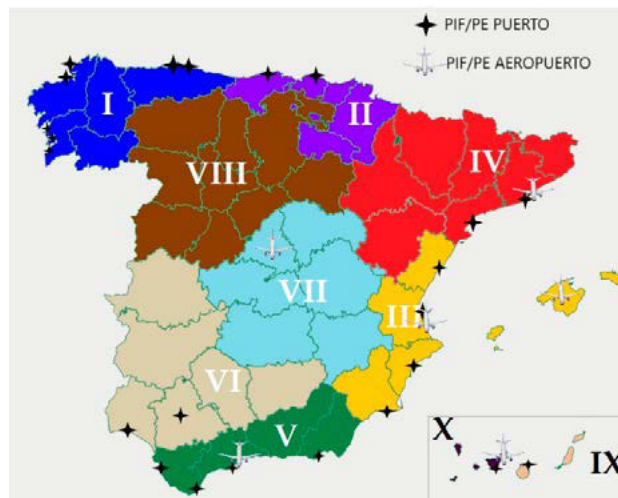 PIF/PE PUERTO
PIF/PE AEROPUERTO
I
II
IV
I
VIII
VII
III
VI
V
X
IX